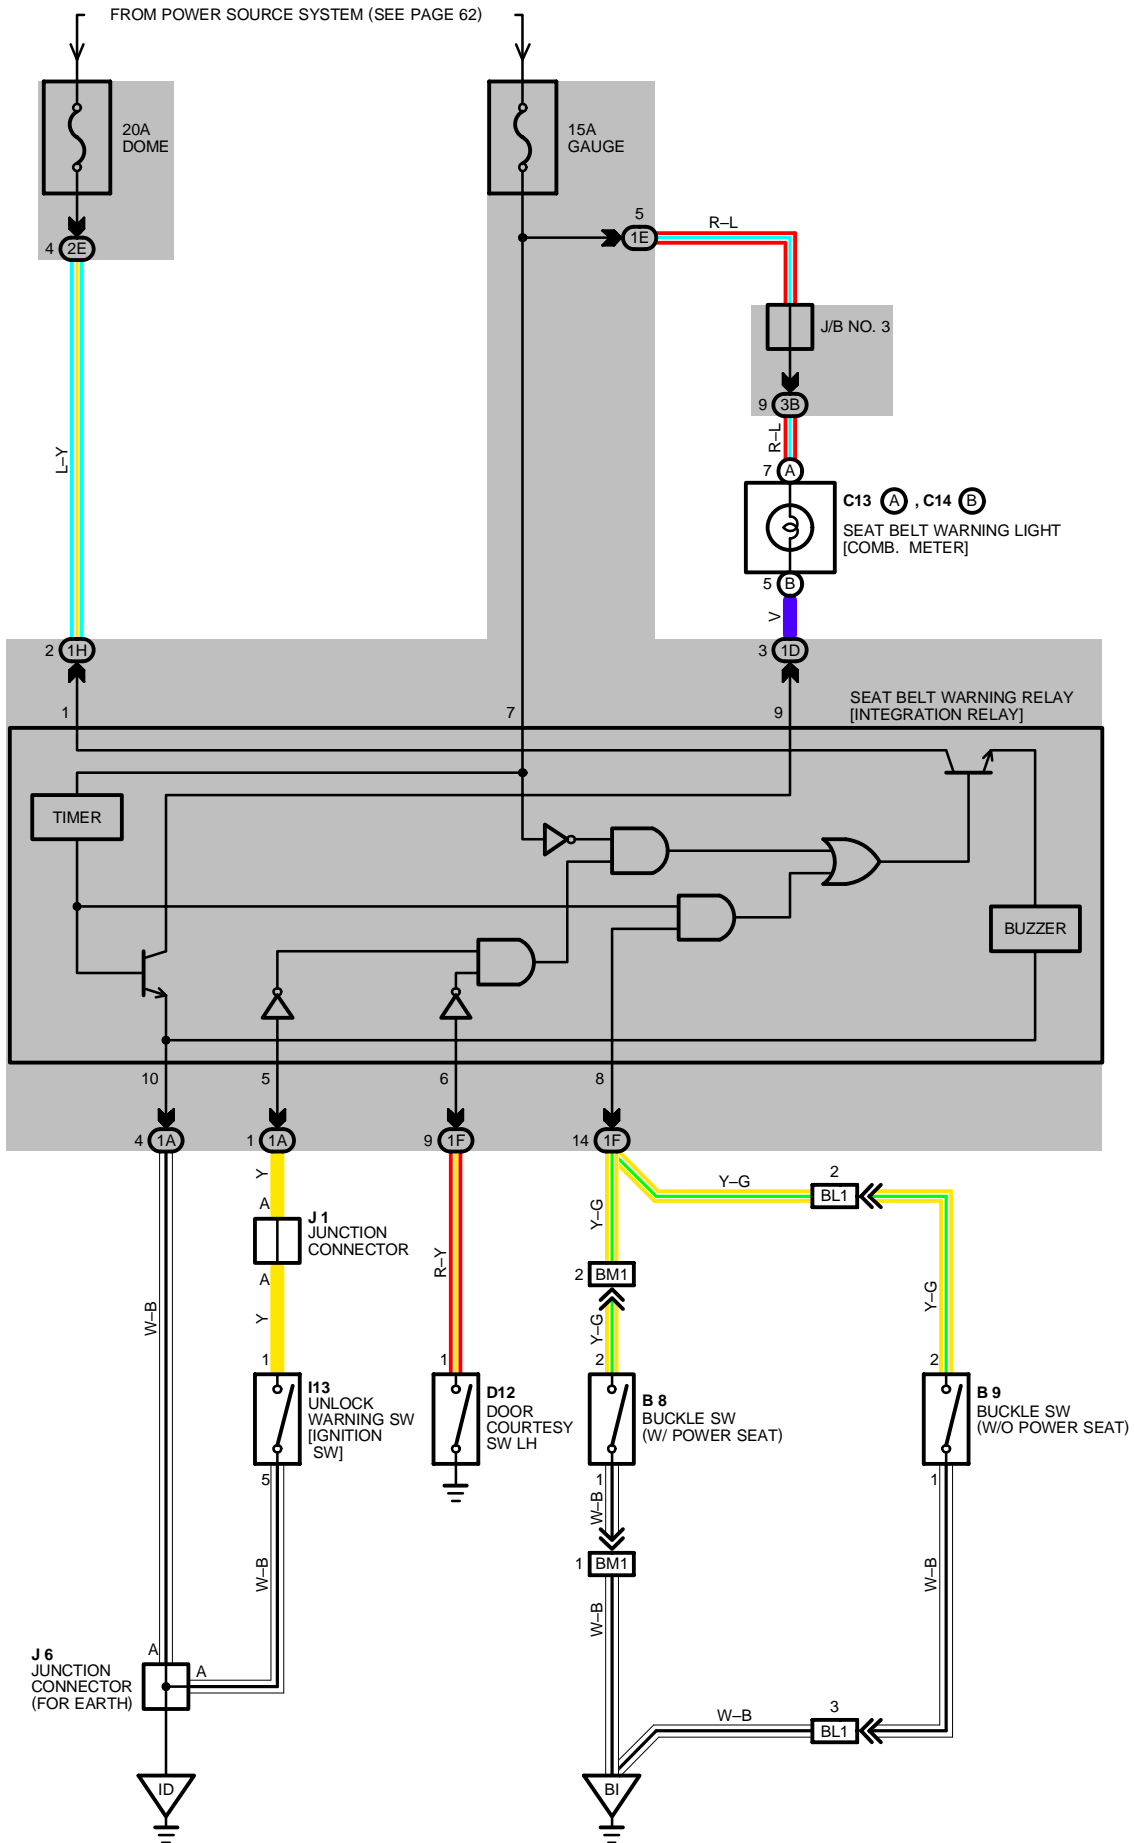 FROM POWER SOURCE SYSTEM (SEE PAGE 62)
20A
DOME
15A
GAUGE
4 2E
5
1E
R–L
J/B NO. 3
9 3B
R–L
L–Y
7 A
C13 A , C14 B
SEAT BELT WARNING LIGHT
[COMB. METER]
5 B
V
2 1H
3 1D
1
7
9
SEAT BELT WARNING RELAY
[INTEGRATION RELAY]
TIMER
BUZZER
10
5
6
8
4 1A
1 1A
9 1F
14 1F
Y
A
J 1
JUNCTION
CONNECTOR
A
Y
W–B
R–Y
Y–G
Y–G
2
BL1
2 BM1
Y–G
Y–G
1
1
2
2
I13
UNLOCK
WARNING SW
[IGNITION
SW]
D12
DOOR
COURTESY
SW LH
B 8
BUCKLE SW
(W/ POWER SEAT)
B 9
BUCKLE SW
(W/O POWER SEAT)
5
1
1
W–B
1 BM1
W–B
W–B
W–B
J 6
JUNCTION
CONNECTOR
(FOR EARTH)
A
A
W–B
3
BL1
ID
BI